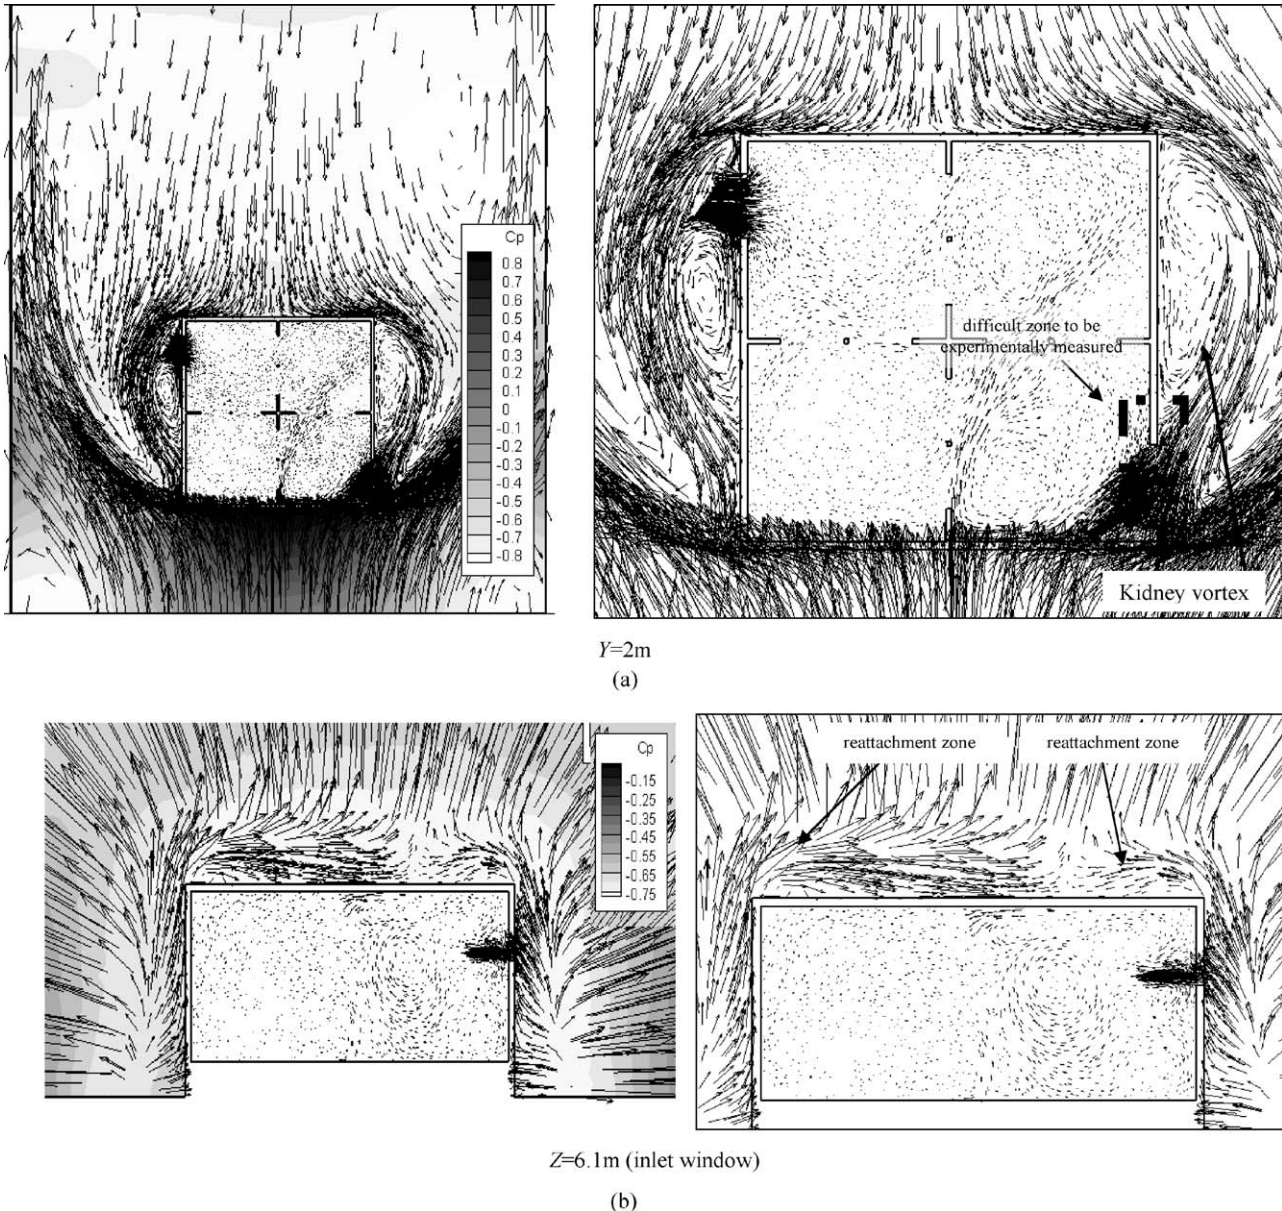 Cp
0.8
0.7
0.6
0.5
0.4
0.3
0.2
0.1
0
-0.1
-0.2
-0.3
-0.4
-0.5
-0.6
-0.7
-0.8
difficult zone to be
experimentally measured
Kidney vortex
Y=2m
(a)
Cp
-0.15
-0.25
-0.35
-0.45
-0.55
-0.65
-0.75
reattachment zone
reattachment zone
Z=6.1m (inlet window)
(b)